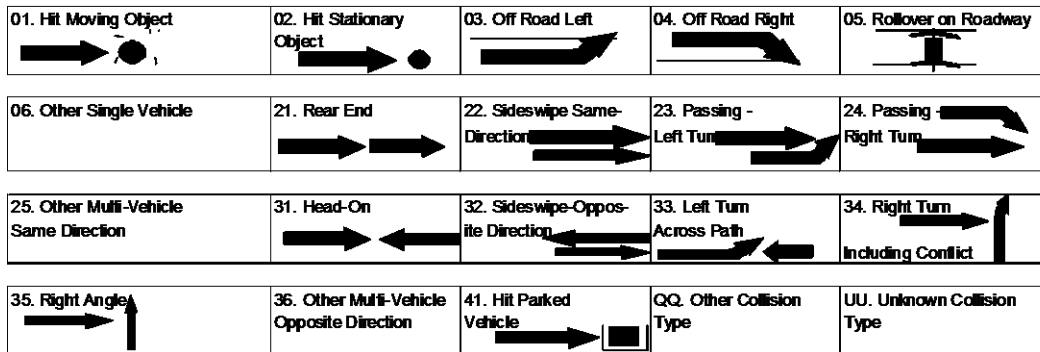 01. Hit Moving Object
02. Hit Stationary
Object
03. Off Road Left
04. Off Road Right
05. Rollover on Roadway
06. Other Single Vehicle
21. Rear End
22. Sideswipe Same-
Direction
23. Passing -
Left Turn
24. Passing -
Right Turn
25. Other Multi-Vehicle
Same Direction
31. Head-On
32. Sideswipe-Oppos-
ite Direction
33. Left Turn
Across Path
34. Right Turn
Including Conflict
35. Right Angle
36. Other Multi-Vehicle
Opposite Direction
41. Hit Parked
Vehicle
QQ. Other Collision
Type
UU. Unknown Collision
Type